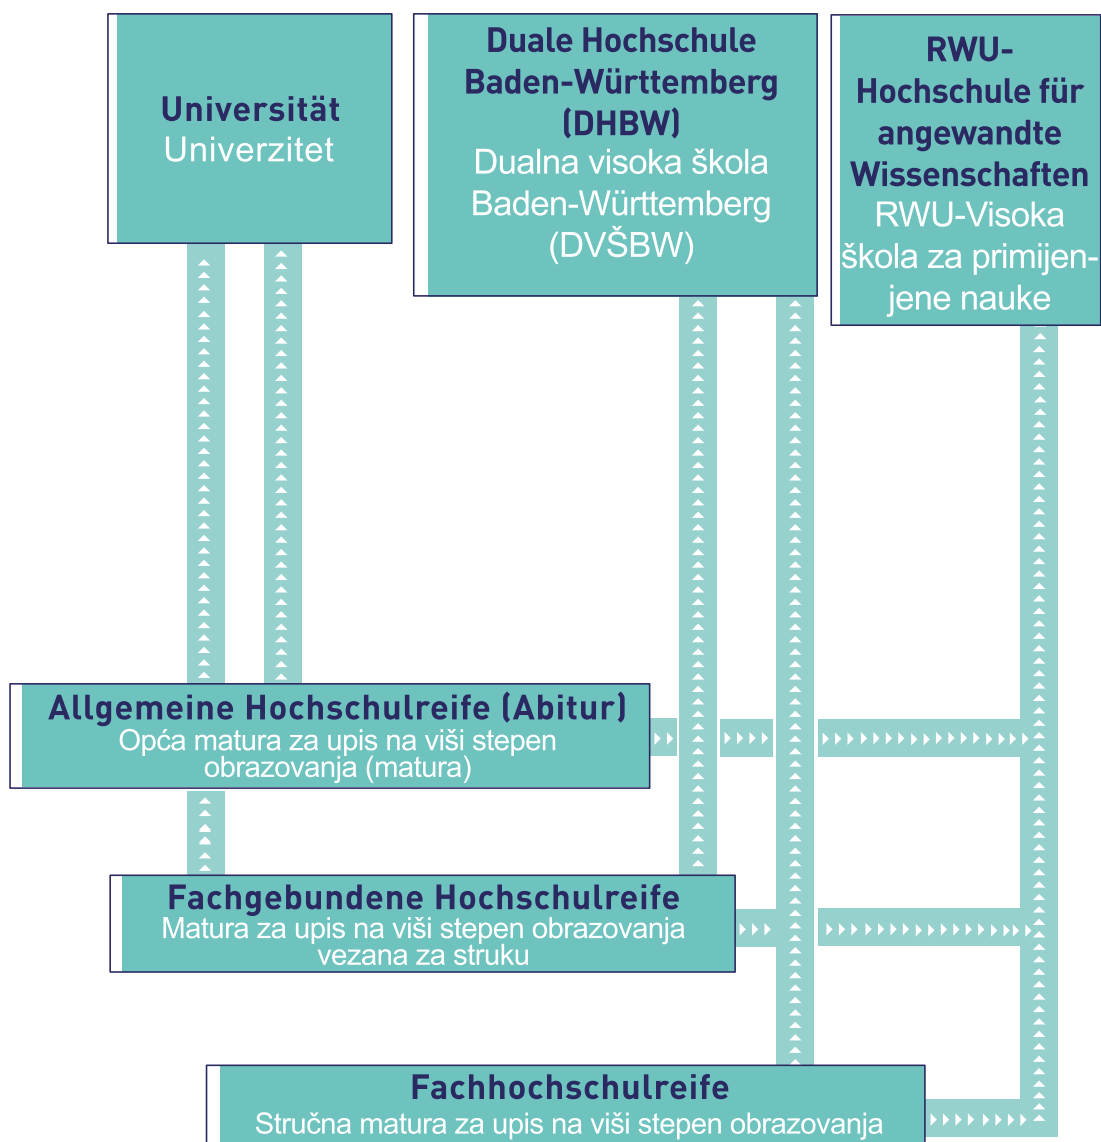 Universität
Univerzitet
Duale Hochschule
Baden-Württemberg
(DHBW)
Dualna visoka škola
Baden-Württemberg
(DVŠBW)
RWU-
Hochschule für
angewandte
Wissenschaften
RWU-Visoka
škola za primijen-
jene nauke
Allgemeine Hochschulreife (Abitur)
Opća matura za upis na viši stepen
obrazovanja (matura)
Fachgebundene Hochschulreife
Matura za upis na viši stepen obrazovanja
vezana za struku
Fachhochschulreife
Stručna matura za upis na viši stepen obrazovanja